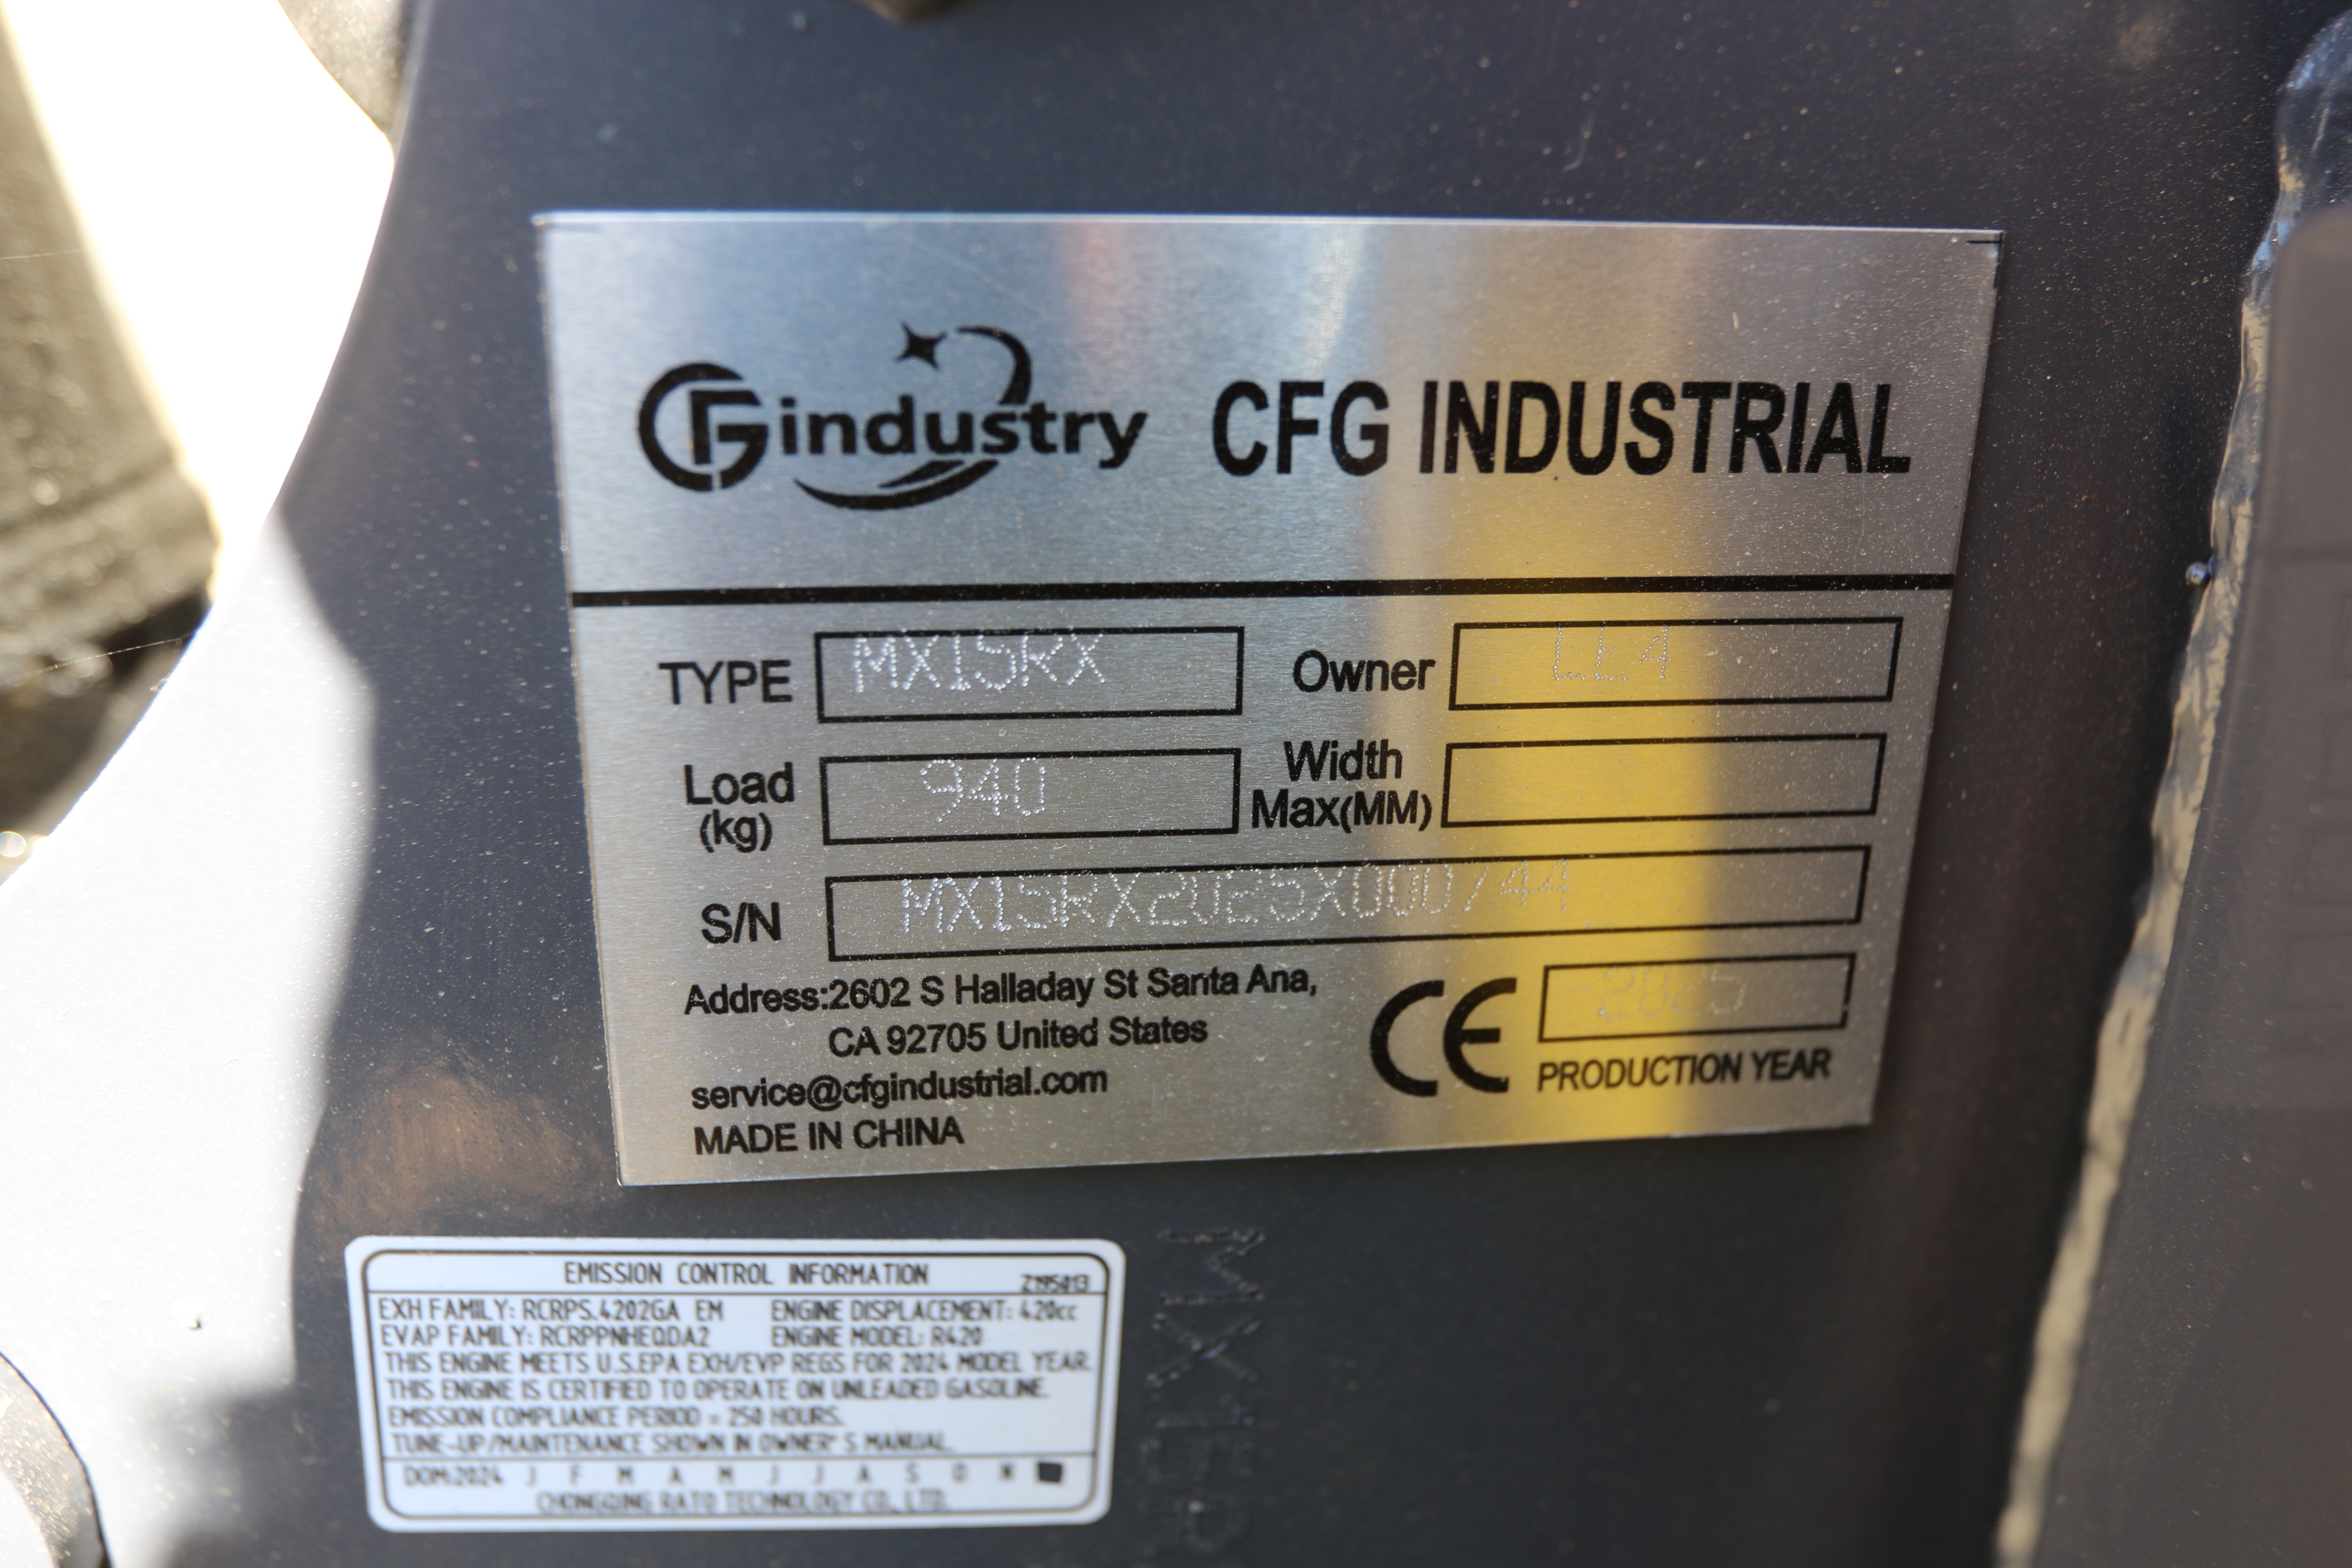 CFG industry CFG INDUSTRIAL
TYPE MX15RX Owner
Load (kg) 940 Width Max(MM)
S/N MX15RX2025X000744
Address:2602 S Halladay St Santa Ana,
CA 92705 United States
service@cfgindustrial.com
MADE IN CHINA
CE 2025
PRODUCTION YEAR
EMISSION CONTROL INFORMATION
EXH FAMILY: RCRPS.4202GA EM ENGINE DISPLACEMENT: 420cc
EVAP FAMILY: RCRPPNHEQDA2 ENGINE MODEL: R420
THIS ENGINE MEETS U.S.EPA EXH/EVP REGS FOR 2024 MODEL YEAR.
THIS ENGINE IS CERTIFIED TO OPERATE ON UNLEADED GASOLINE.
EMISSION COMPLIANCE PERIOD = 250 HOURS.
TUNE-UP/MAINTENANCE SHOWN IN OWNER'S MANUAL.
DOM:2024 J F M A M J J A S O N
CHONGQING RATO TECHNOLOGY CO., LTD.
MX15R